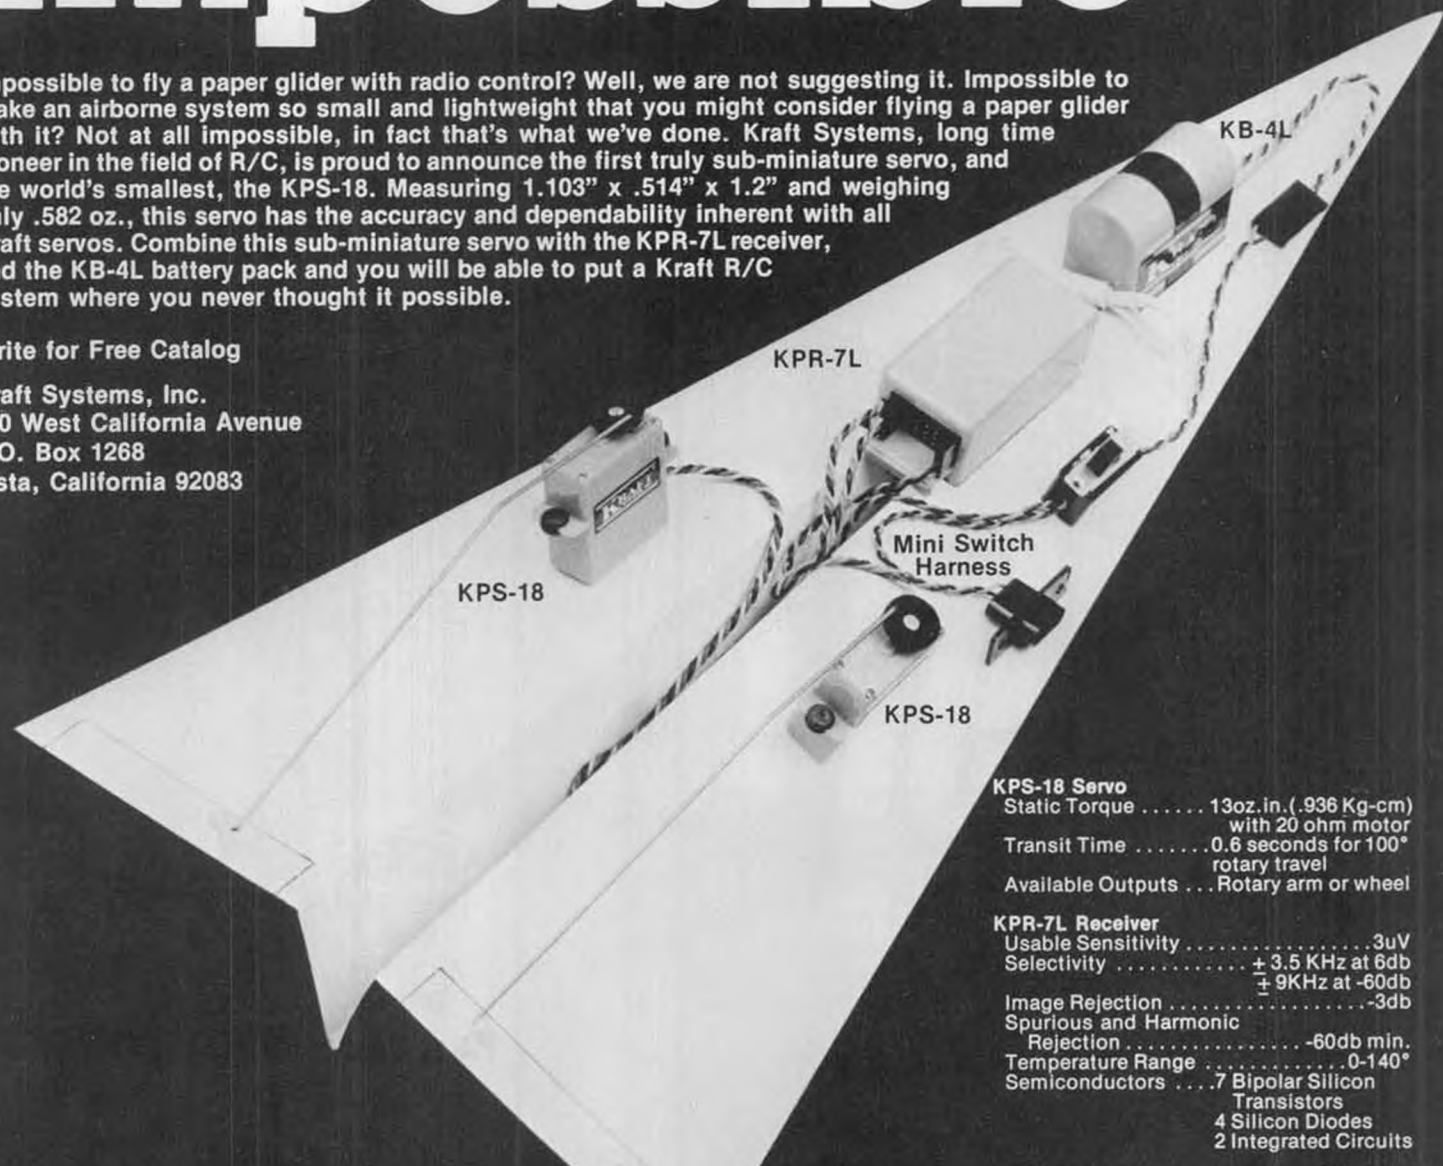 mpossible
mpossible to fly a paper glider with radio control? Well, we are not suggesting it. Impossible to
ake an airborne system so small and lightweight that you might consider flying a paper glider
th it? Not at all impossible, in fact that's what we've done. Kraft Systems, long time
oneer in the field of R/C, is proud to announce the first truly sub-miniature servo, and
e world's smallest, the KPS-18. Measuring 1.103" x .514" x 1.2" and weighing
ly .582 oz., this servo has the accuracy and dependability inherent with all
raft servos. Combine this sub-miniature servo with the KPR-7L receiver,
d the KB-4L battery pack and you will be able to put a Kraft R/C
stem where you never thought it possible.
rite for Free Catalog
raft Systems, Inc.
0 West California Avenue
O. Box 1268
sta, California 92083
KB-4L
KPR-7L
KRAFT
KPS-18
Mini Switch
Harness
KPS-18
KPS-18 Servo
Static Torque ...... 13oz.in.(.936 Kg-cm)
with 20 ohm motor
Transit Time .......0.6 seconds for 100°
rotary travel
Available Outputs ...Rotary arm or wheel
KPR-7L Receiver
Usable Sensitivity .................3uV
Selectivity ............ ± 3.5 KHz at 6db
± 9KHz at -60db
Image Rejection ..................-3db
Spurious and Harmonic
Rejection ................ -60db min.
Temperature Range .............0-140°
Semiconductors ....7 Bipolar Silicon
Transistors
4 Silicon Diodes
2 Integrated Circuits